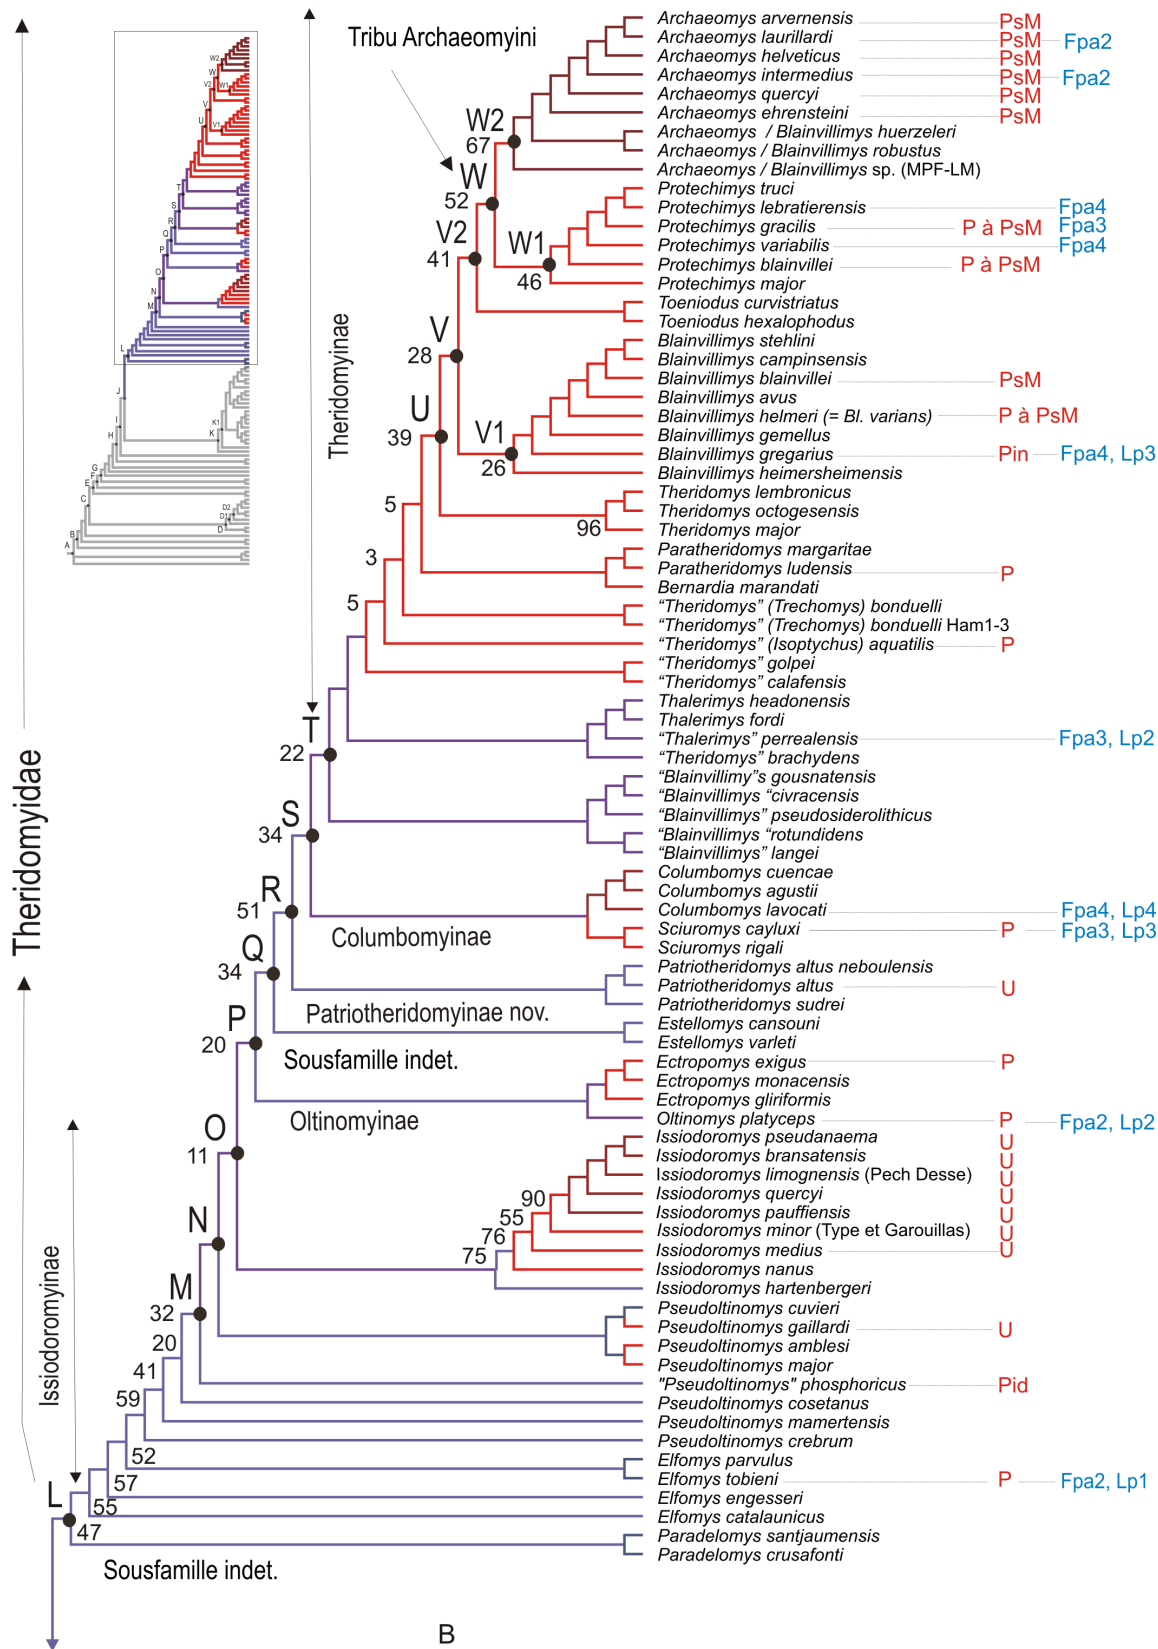 Archaeomys arvernensis PsM
Archaeomys laurillardi PsM Fpa2
Archaeomys helveticus PsM
Archaeomys intermedius PsM Fpa2
Archaeomys quercyi PsM
Archaeomys ehrensteini PsM
Archaeomys / Blainvillimys huerzeleri
Archaeomys / Blainvillimys robustus
Archaeomys / Blainvillimys sp. (MPF-LM)
Protechimys truci
Protechimys lebratierensis Fpa4
Protechimys gracilis P à PsM Fpa3
Protechimys variabilis Fpa4
Protechimys blainvillei P à PsM
Protechimys major
Toeniodus curvistriatus
Toeniodus hexalophodus
Blainvillimys stehlini
Blainvillimys campinsensis
Blainvillimys blainvillei PsM
Blainvillimys avus
Blainvillimys helmeri (= Bl. varians) P à PsM
Blainvillimys gemellus
Blainvillimys gregarius Pin Fpa4, Lp3
Blainvillimys heimersheimensis
Theridomys lembronicus
Theridomys octogesensis
Theridomys major
Paratheridomys margaritae
Paratheridomys ludensis P
Bernardia marandati
“Theridomys” (Trechomys) bonduelli
“Theridomys” (Trechomys) bonduelli Ham1-3
“Theridomys” (Isoptychus) aquatilis P
“Theridomys” golpei
“Theridomys” calafensis
Thalerimys headonensis
Thalerimys fordi
“Thalerimys” perrealensis Fpa3, Lp2
“Theridomys” brachydens
“Blainvillimy”s gousnatensis
“Blainvillimys “civracensis
“Blainvillimys” pseudosiderolithicus
“Blainvillimys “rotundidens
“Blainvillimys” langei
Columbomys cuencae
Columbomys agustii
Columbomys lavocati Fpa4, Lp4
Sciuromys cayluxi P Fpa3, Lp3
Sciuromys rigali
Patriotheridomys altus neboulensis
Patriotheridomys altus U
Patriotheridomys sudrei
Estellomys cansouni
Estellomys varleti
Ectropomys exigus P
Ectropomys monacensis
Ectropomys gliriformis
Oltinomys platyceps P Fpa2, Lp2
Issiodoromys pseudanaema U
Issiodoromys bransatensis U
Issiodoromys limognensis (Pech Desse) U
Issiodoromys quercyi U
Issiodoromys pauffiensis U
Issiodoromys minor (Type et Garouillas) U
Issiodoromys medius U
Issiodoromys nanus
Issiodoromys hartenbergeri
Pseudoltinomys cuvieri
Pseudoltinomys gaillardi U
Pseudoltinomys amblesi
Pseudoltinomys major
"Pseudoltinomys" phosphoricus Pid
Pseudoltinomys cosetanus
Pseudoltinomys mamertensis
Pseudoltinomys crebrum
Elfomys parvulus
Elfomys tobieni P Fpa2, Lp1
Elfomys engesseri
Elfomys catalaunicus
Paradelomys santjaumensis
Paradelomys crusafonti
Tribu Archaeomyini
W2
67
W
52
V2
41
W1
46
V
28
U
39
V1
26
5
96
3
5
T
22
S
34
R
51
Q
34
P
20
O
11
N
M
32
20
41
59
52
57
55
L
47
90
55
76
75
Theridomyinae
Columbomyinae
Patriotheridomyinae nov.
Sousfamille indet.
Oltinomyinae
Issiodoromyinae
Sousfamille indet.
Theridomyidae
B
W2
W
V2
W1
V
U
V1
T
S
R
Q
P
O
N
M
L
J
I
K1
K
H
G
F
E
C
D2
D1
D
B
A